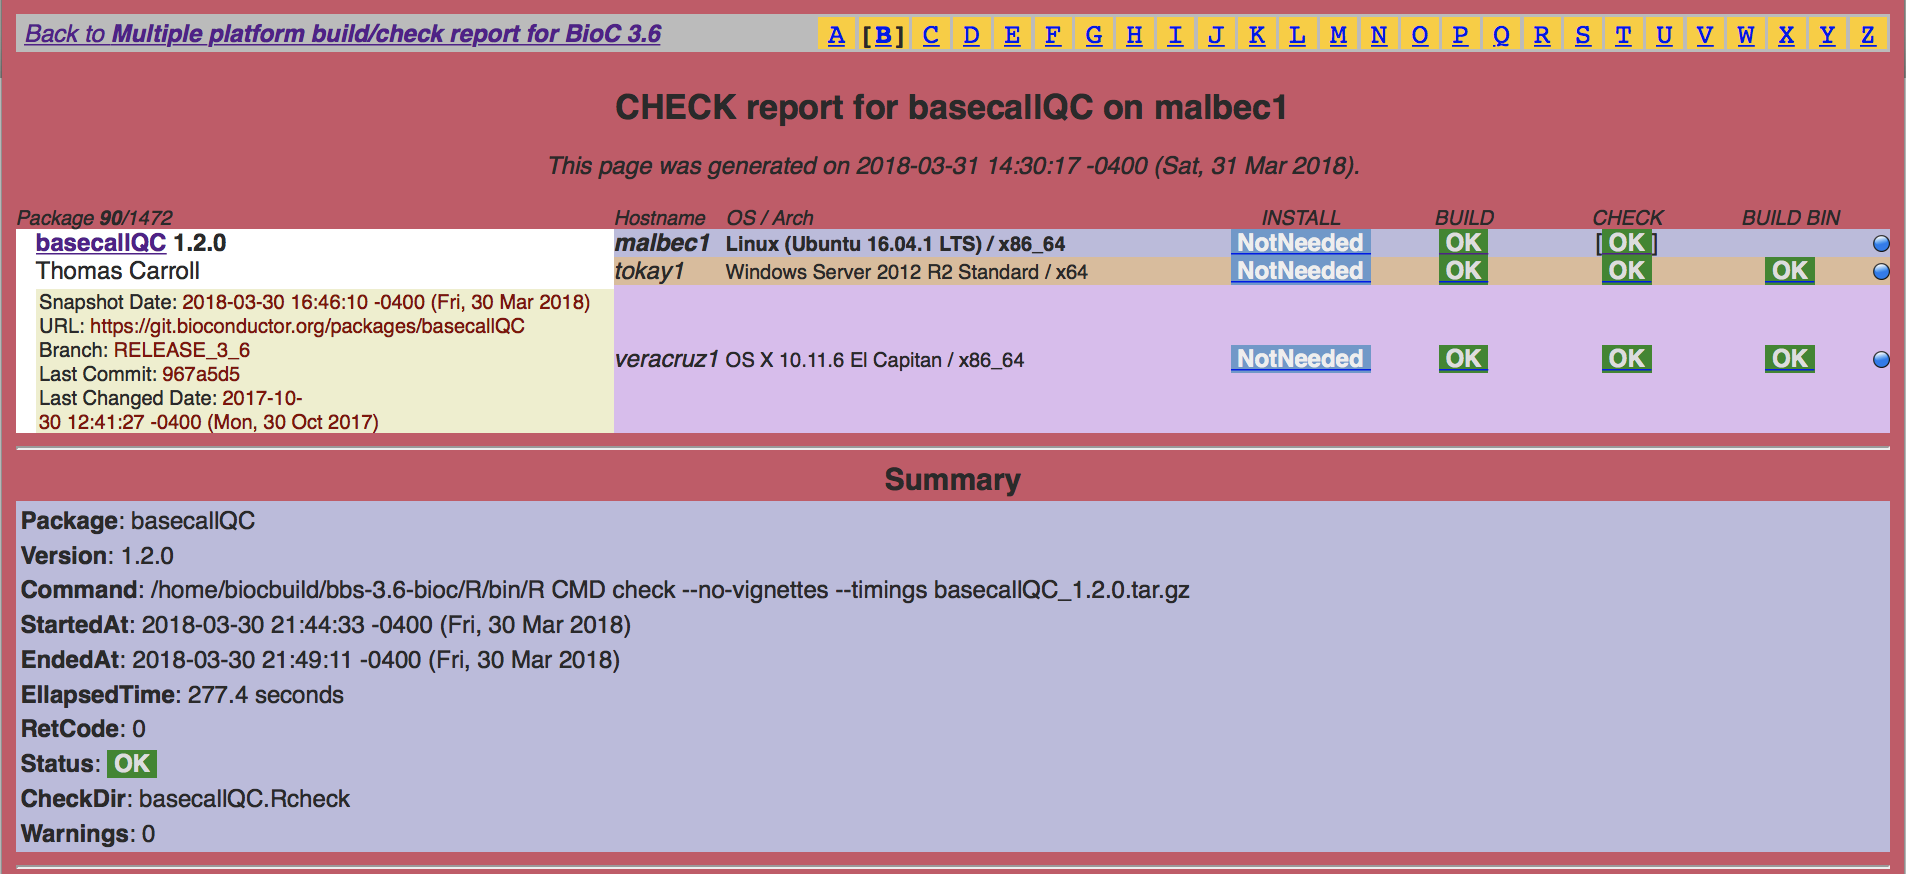 Back to Multiple platform build/check report for BioC 3.6 A [B] C D E F G H I J K L M N O P Q R S T U V W X Y Z
CHECK report for basecallQC on malbec1
This page was generated on 2018-03-31 14:30:17 -0400 (Sat, 31 Mar 2018).
Package 90/1472 Hostname OS / Arch INSTALL BUILD CHECK BUILD BIN
basecallQC 1.2.0 malbec1 Linux (Ubuntu 16.04.1 LTS) / x86_64 NotNeeded OK [OK]
Thomas Carroll tokay1 Windows Server 2012 R2 Standard / x64 NotNeeded OK OK OK
Snapshot Date: 2018-03-30 16:46:10 -0400 (Fri, 30 Mar 2018)
URL: https://git.bioconductor.org/packages/basecallQC
Branch: RELEASE_3_6
veracruz1 OS X 10.11.6 El Capitan / x86_64 NotNeeded OK OK OK
Last Commit: 967a5d5
Last Changed Date: 2017-10-
30 12:41:27 -0400 (Mon, 30 Oct 2017)
Summary
Package: basecallQC
Version: 1.2.0
Command: /home/biocbuild/bbs-3.6-bioc/R/bin/R CMD check --no-vignettes --timings basecallQC_1.2.0.tar.gz
StartedAt: 2018-03-30 21:44:33 -0400 (Fri, 30 Mar 2018)
EndedAt: 2018-03-30 21:49:11 -0400 (Fri, 30 Mar 2018)
EllapsedTime: 277.4 seconds
RetCode: 0
Status: OK
CheckDir: basecallQC.Rcheck
Warnings: 0